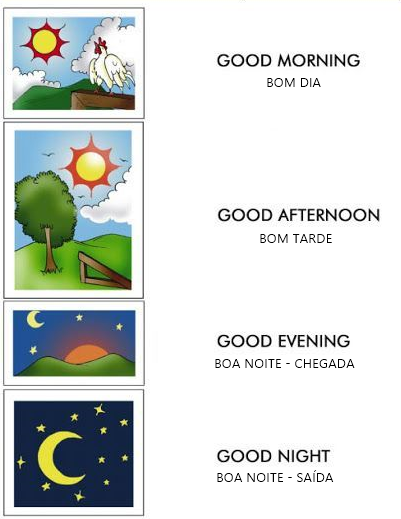 GOOD MORNING
BOM DIA
GOOD AFTERNOON
BOM TARDE
GOOD EVENING
BOA NOITE - CHEGADA
GOOD NIGHT
BOA NOITE - SAÍDA